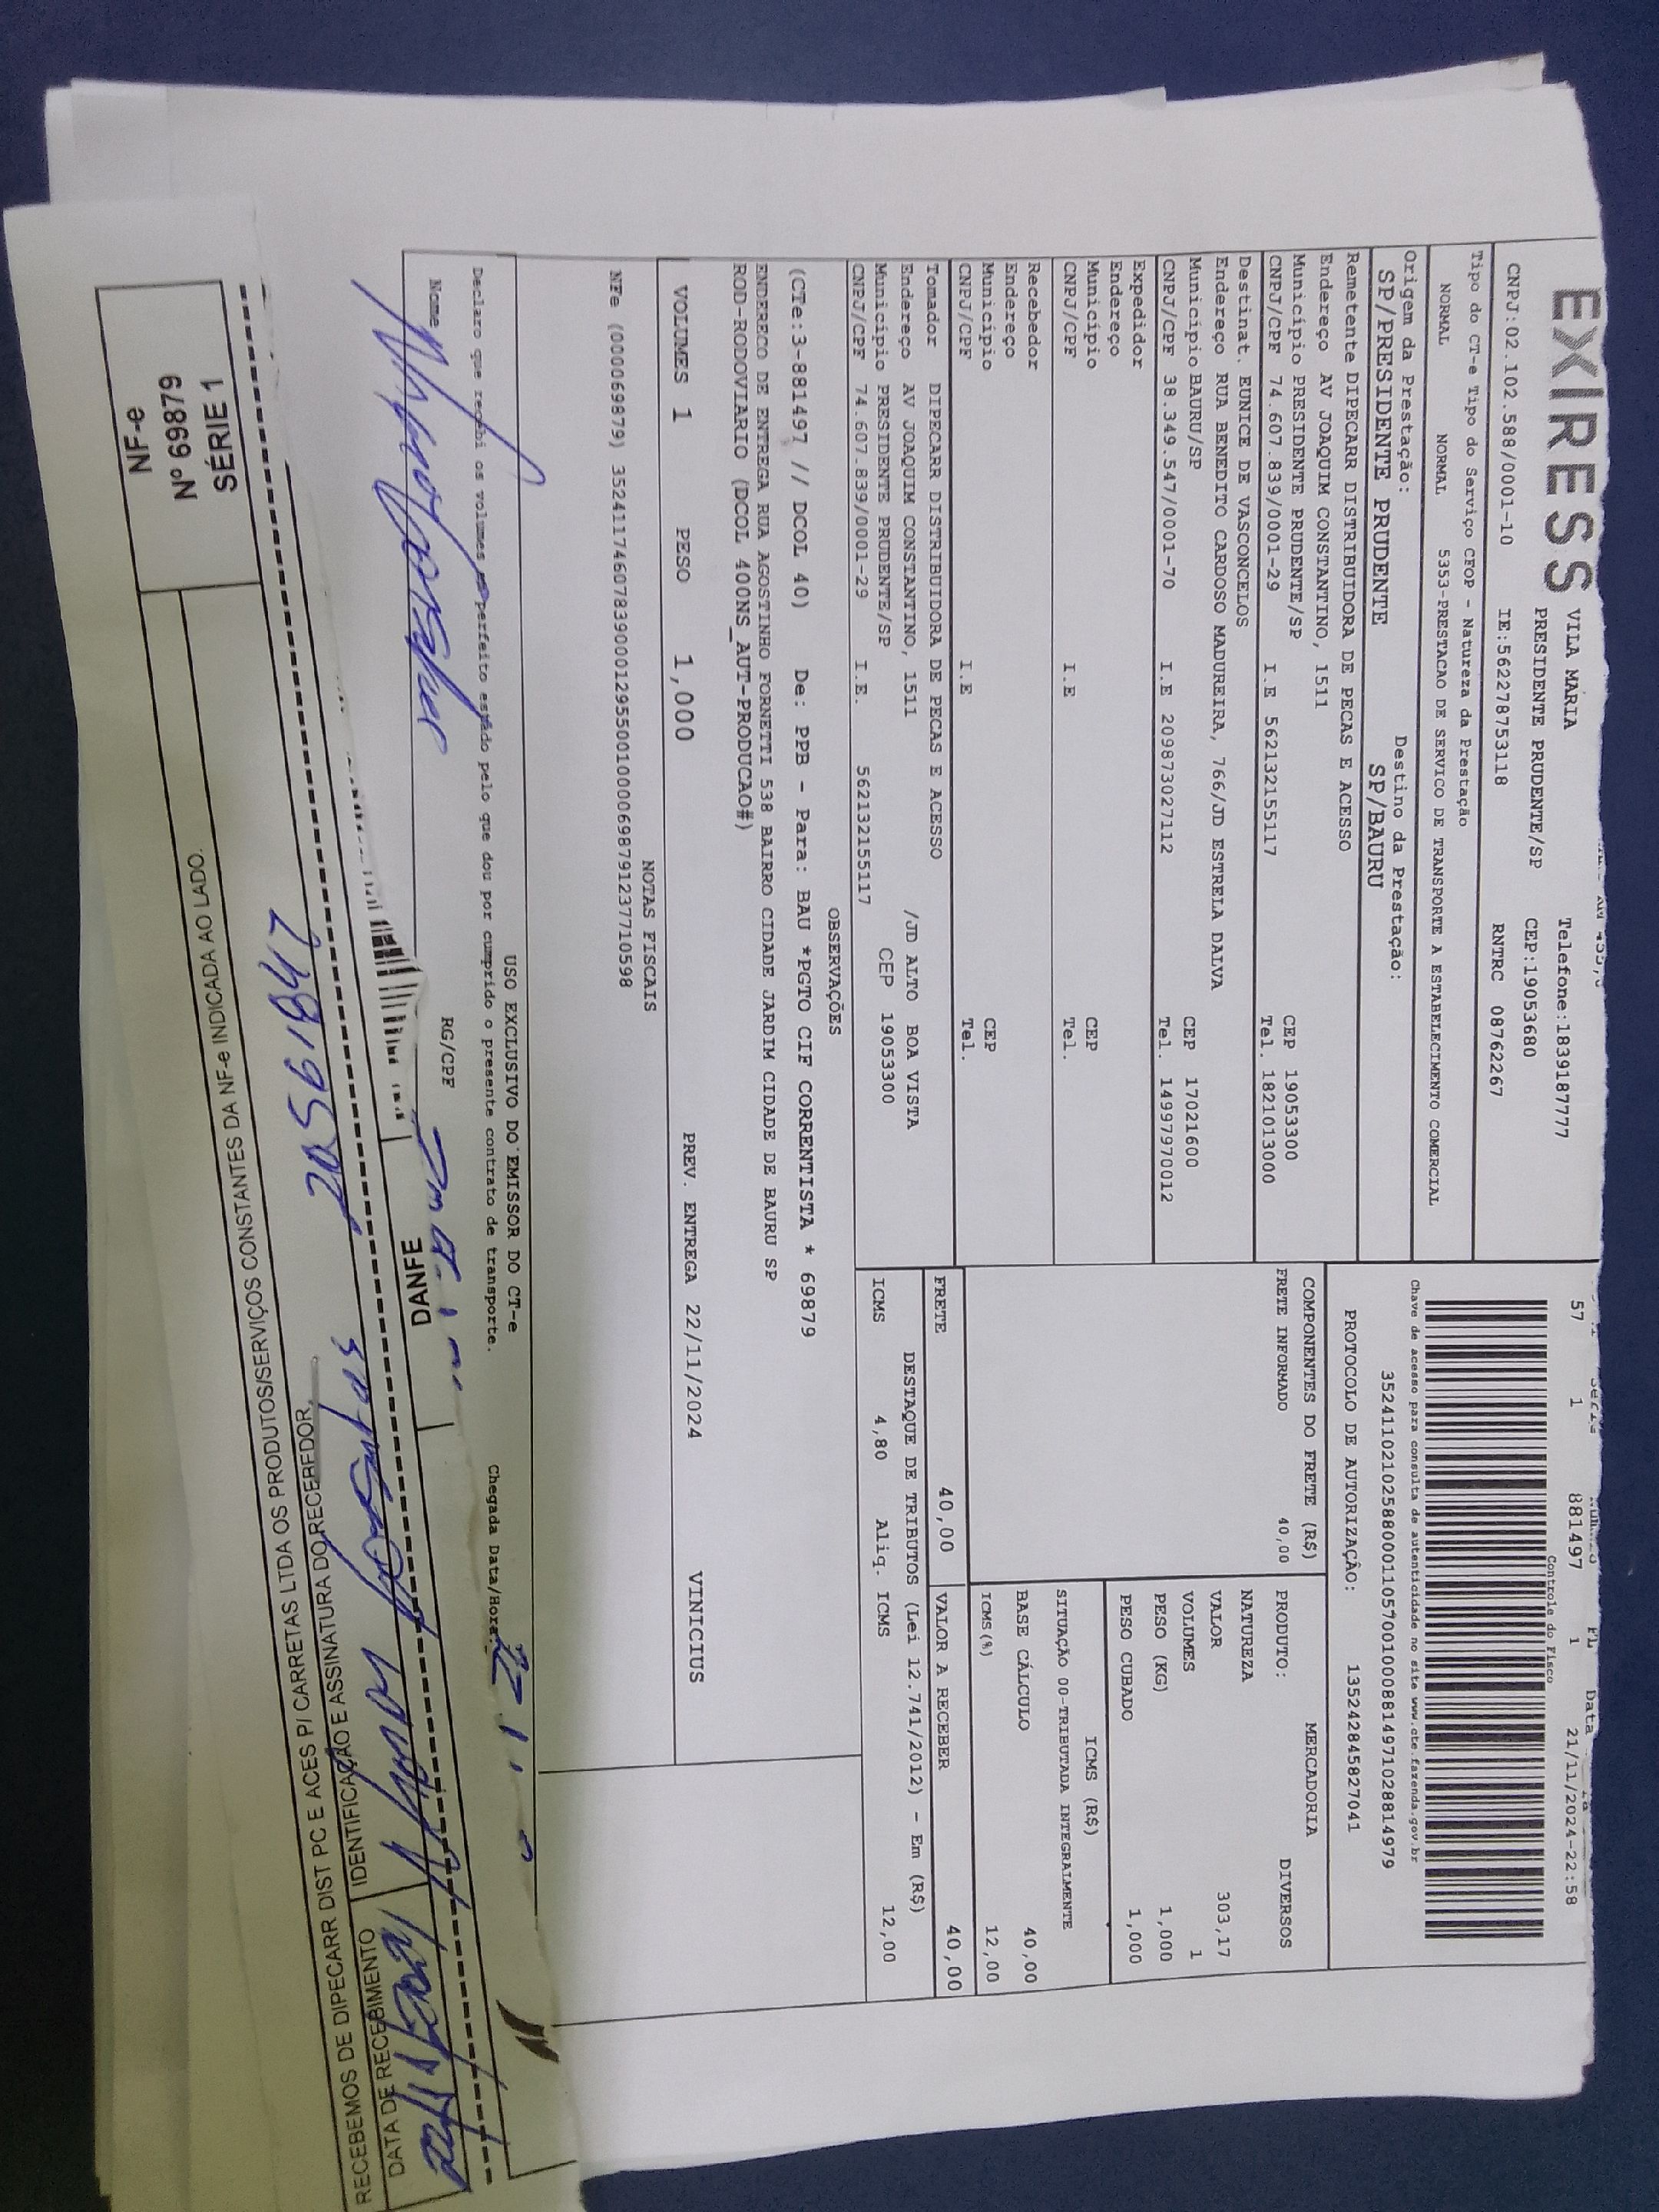 EXPRESS
VILA MARIA
Telefone:1839187777
PRESIDENTE PRUDENTE/SP CEP:19053680
CNPJ:02.102.588/0001-10 IE:562278753118 RNTRC 08762267
57 1 881497 1 21/11/2024-22:58
Controle do Fisco
Chave de acesso para consulta de autenticidade no site www.cte.fazenda.gov.br
35241102102588000110570010008814971028814979
PROTOCOLO DE AUTORIZAÇÃO: 135242845827041
Tipo do CT-e Tipo do Serviço CFOP - Natureza da Prestação
NORMAL NORMAL 5353-PRESTACAO DE SERVICO DE TRANSPORTE A ESTABELECIMENTO COMERCIAL
Origem da Prestação: Destino da Prestação:
SP/PRESIDENTE PRUDENTE SP/BAURU
Remetente DIPECARR DISTRIBUIDORA DE PECAS E ACESSO
Endereço AV JOAQUIM CONSTANTINO, 1511
Município PRESIDENTE PRUDENTE/SP CEP 19053300
CNPJ/CPF 74.607.839/0001-29 I.E 562132155117 Tel. 1821013000
Destinat. EUNICE DE VASCONCELOS
Endereço RUA BENEDITO CARDOSO MADUREIRA, 766/JD ESTRELA DALVA
Município BAURU/SP CEP 17021600
CNPJ/CPF 38.349.547/0001-70 I.E 209873027112 Tel. 14997970012
Expedidor
Endereço
Município CEP
CNPJ/CPF I.E Tel.
Recebedor
Endereço
Município CEP
CNPJ/CPF I.E Tel.
Tomador DIPECARR DISTRIBUIDORA DE PECAS E ACESSO
Endereço AV JOAQUIM CONSTANTINO, 1511 /JD ALTO BOA VISTA
Município PRESIDENTE PRUDENTE/SP CEP 19053300
CNPJ/CPF 74.607.839/0001-29 I.E. 562132155117
COMPONENTES DO FRETE (R$)
FRETE INFORMADO 40,00
MERCADORIA
PRODUTO: DIVERSOS
NATUREZA
VALOR 303,17
VOLUMES 1
PESO (KG) 1,000
PESO CUBADO 1,000
ICMS (R$)
SITUAÇÃO 00-TRIBUTADA INTEGRALMENTE
BASE CÁLCULO 40,00
ICMS(%) 12,00
FRETE 40,00 VALOR A RECEBER 40,00
DESTAQUE DE TRIBUTOS (Lei 12.741/2012) - Em (R$)
ICMS 4,80 Aliq. ICMS 12,00
OBSERVAÇÕES
(CTe:3-881497 // DCOL 40) De: PPB - Para: BAU *PGTO CIF CORRENTISTA * 69879
ENDERECO DE ENTREGA RUA AGOSTINHO FORNETTI 538 BAIRRO CIDADE JARDIM CIDADE DE BAURU SP
ROD-RODOVIARIO (DCOL 400NS_AUT-PRODUCAO#)
VOLUMES 1 PESO 1,000 PREV. ENTREGA 22/11/2024 VINICIUS
NOTAS FISCAIS
NFe (000069879) 35241174607839000129550010000698791237710598
USO EXCLUSIVO DO EMISSOR DO CT-e
Declaro que recebi os volumes em perfeito estado pelo que dou por cumprido o presente contrato de transporte. Chegada Data/Hora:
Nome RG/CPF
DANFE
RECEBEMOS DE DIPECARR DIST PC E ACES P/ CARRETAS LTDA OS PRODUTOS/SERVIÇOS CONSTANTES DA NF-e INDICADA AO LADO.
DATA DE RECEBIMENTO IDENTIFICAÇÃO E ASSINATURA DO RECEBEDOR
NF-e
Nº 69879
SÉRIE 1